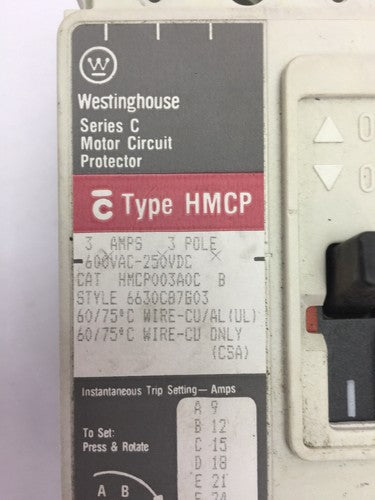 W
Westinghouse
Series C
Motor Circuit
Protector
c Type HMCP
3 AMPS 3 POLE
600VAC-250VDC
CAT HMCP003A0C B
STYLE 6630C87G03
60/75°C WIRE-CU/AL(UL)
60/75°C WIRE-CU ONLY
(CSA)
Instantaneous Trip Setting— Amps
To Set:
Press & Rotate
A 9
B 12
C 15
D 18
E 21
A B